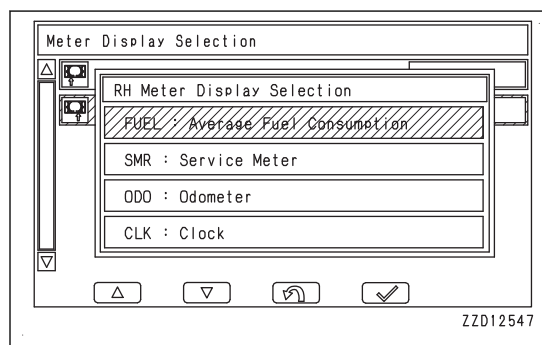 Meter Display Selection
RH Meter Display Selection
FUEL : Average Fuel Consumption
SMR : Service Meter
ODO : Odometer
CLK : Clock
ZZD12547